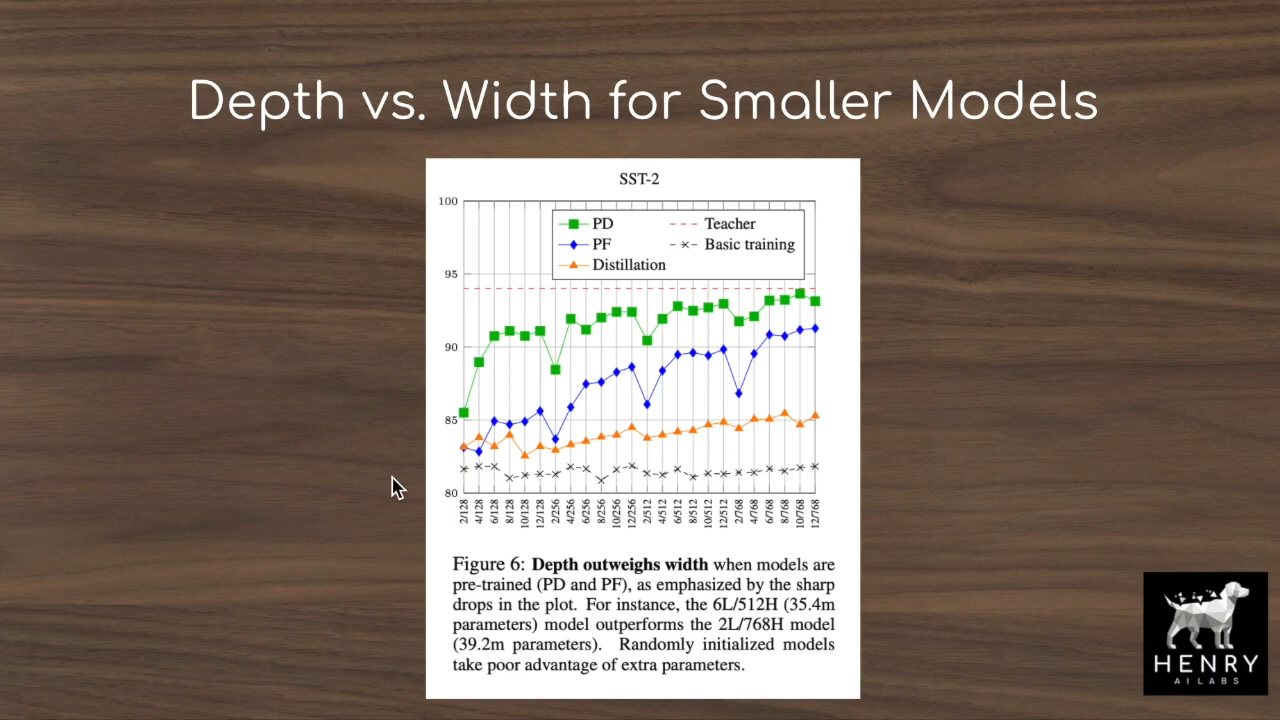 Depth vs. Width for Smaller Models
SST-2
100
95
90
85
80
PD
Teacher
PF
Basic training
Distillation
2/128
4/128
6/128
8/128
10/128
12/128
2/256
4/256
6/256
8/256
10/256
12/256
2/512
4/512
6/512
8/512
10/512
12/512
2/768
4/768
6/768
8/768
10/768
12/768
Figure 6: Depth outweighs width when models are
pre-trained (PD and PF), as emphasized by the sharp
drops in the plot. For instance, the 6L/512H (35.4m
parameters) model outperforms the 2L/768H model
(39.2m parameters). Randomly initialized models
take poor advantage of extra parameters.
HENRY
AI LABS